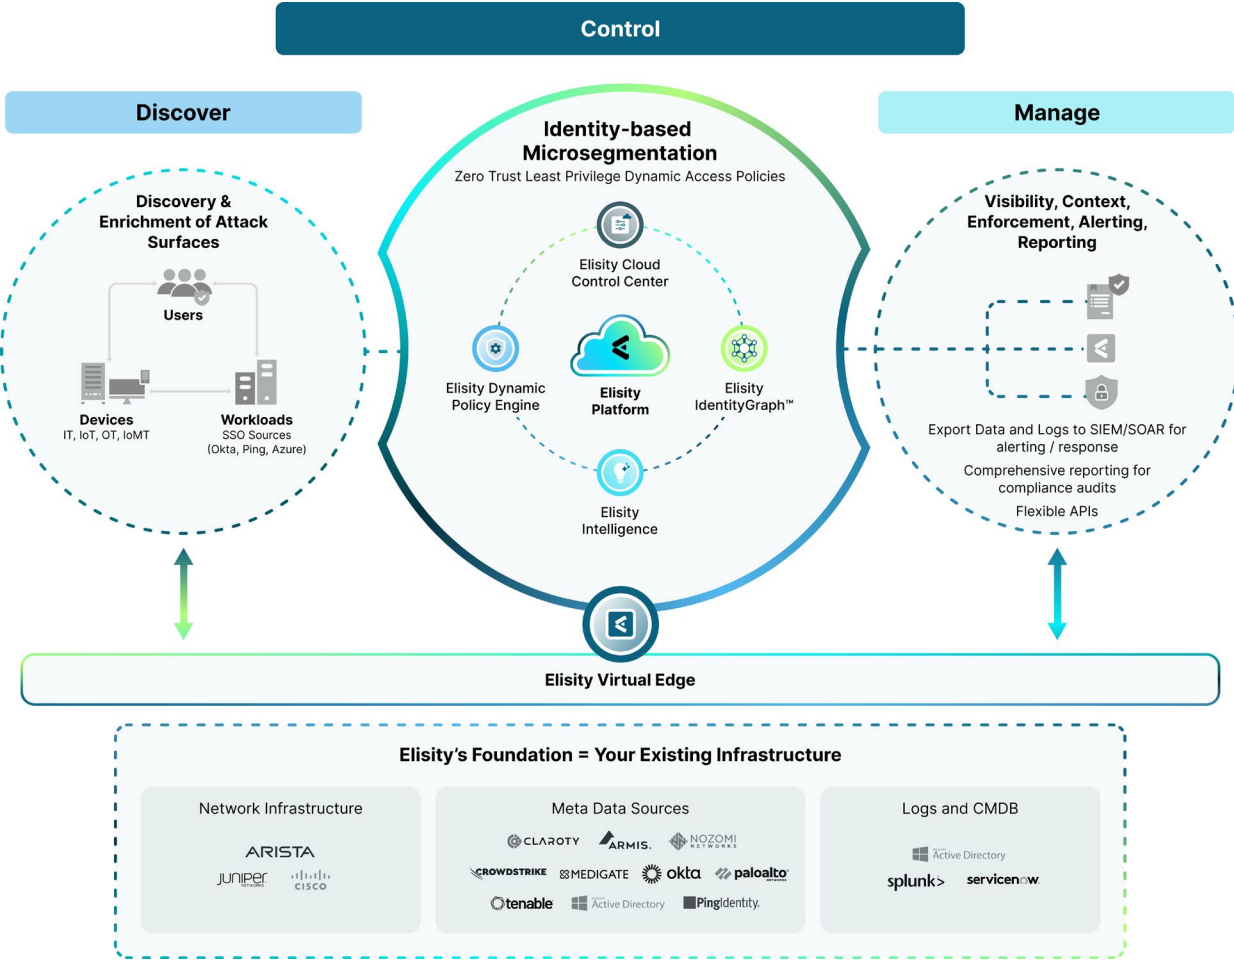 Control
Discover
Discovery &
Enrichment of Attack
Surfaces
Users
Devices
IT, IoT, OT, IoMT
Workloads
SSO Sources
(Okta, Ping, Azure)
Identity-based
Microsegmentation
Zero Trust Least Privilege Dynamic Access Policies
Elisity Cloud
Control Center
Elisity Dynamic
Policy Engine
Elisity
Platform
Elisity
IdentityGraph™
Elisity
Intelligence
Manage
Visibility, Context,
Enforcement, Alerting,
Reporting
Export Data and Logs to SIEM/SOAR for
alerting / response
Comprehensive reporting for
compliance audits
Flexible APIs
Elisity Virtual Edge
Elisity's Foundation = Your Existing Infrastructure
Network Infrastructure
ARISTA
JUNIPER
NETWORKS
CISCO
Meta Data Sources
CLAROTY
ARMIS.
NOZOMI
NETWORKS
CROWDSTRIKE
MEDIGATE
okta
paloalto
NETWORKS
tenable
Active Directory
PingIdentity.
Logs and CMDB
Active Directory
splunk>
servicenow.